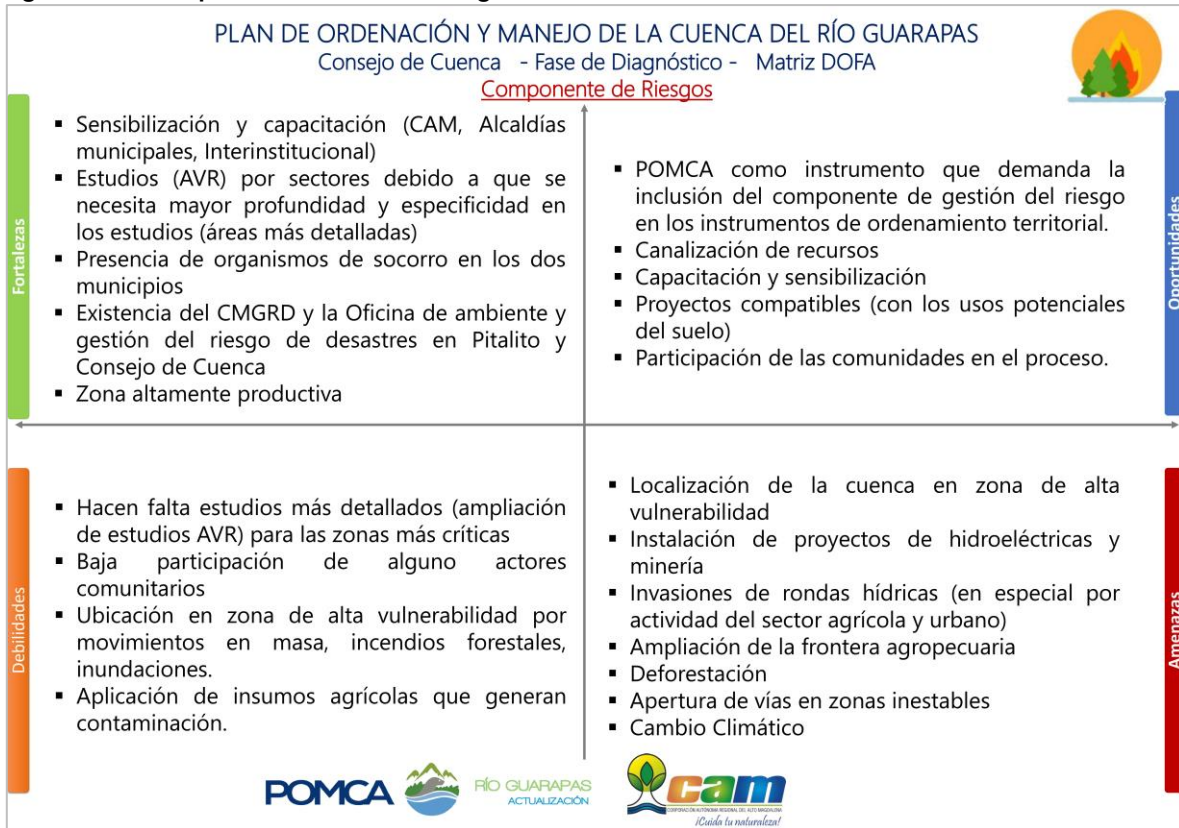 PLAN DE ORDENACIÓN Y MANEJO DE LA CUENCA DEL RÍO GUARAPAS
Consejo de Cuenca - Fase de Diagnóstico - Matriz DOFA
Componente de Riesgos
Fortalezas
▪ Sensibilización y capacitación (CAM, Alcaldías
municipales, Interinstitucional)
▪ Estudios (AVR) por sectores debido a que se
necesita mayor profundidad y especificidad en
los estudios (áreas más detalladas)
▪ Presencia de organismos de socorro en los dos
municipios
▪ Existencia del CMGRD y la Oficina de ambiente y
gestión del riesgo de desastres en Pitalito y
Consejo de Cuenca
▪ Zona altamente productiva
▪ POMCA como instrumento que demanda la
inclusión del componente de gestión del riesgo
en los instrumentos de ordenamiento territorial.
▪ Canalización de recursos
▪ Capacitación y sensibilización
▪ Proyectos compatibles (con los usos potenciales
del suelo)
▪ Participación de las comunidades en el proceso.
Oportunidades
Debilidades
▪ Hacen falta estudios más detallados (ampliación
de estudios AVR) para las zonas más críticas
▪ Baja participación de alguno actores
comunitarios
▪ Ubicación en zona de alta vulnerabilidad por
movimientos en masa, incendios forestales,
inundaciones.
▪ Aplicación de insumos agrícolas que generan
contaminación.
▪ Localización de la cuenca en zona de alta
vulnerabilidad
▪ Instalación de proyectos de hidroeléctricas y
minería
▪ Invasiones de rondas hídricas (en especial por
actividad del sector agrícola y urbano)
▪ Ampliación de la frontera agropecuaria
▪ Deforestación
▪ Apertura de vías en zonas inestables
▪ Cambio Climático
Amenazas
POMCA
RÍO GUARAPAS
ACTUALIZACIÓN
cam
CORPORACIÓN AUTÓNOMA REGIONAL DEL ALTO MAGDALENA
¡Cuida tu naturaleza!